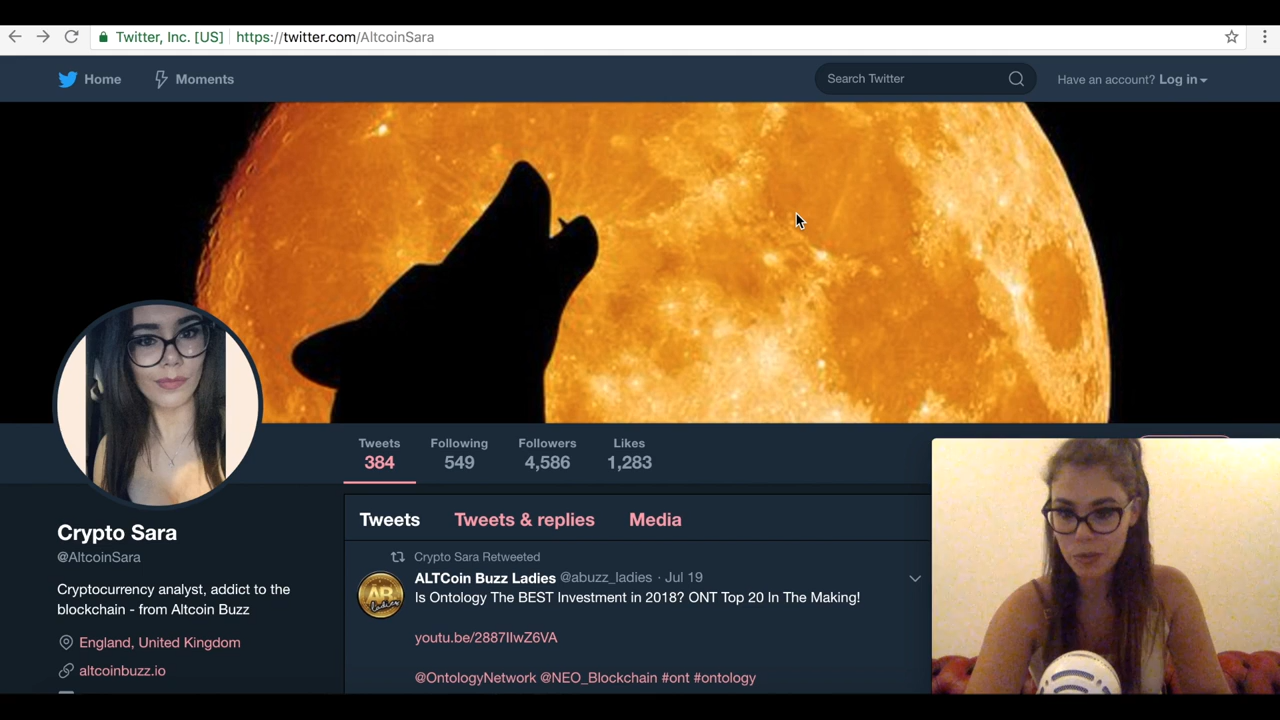 Twitter, Inc. [US] https://twitter.com/AltcoinSara
Home Moments Search Twitter Have an account? Log in
Tweets Following Followers Likes
384 549 4,586 1,283
Crypto Sara
@AltcoinSara
Cryptocurrency analyst, addict to the
blockchain - from Altcoin Buzz
England, United Kingdom
altcoinbuzz.io
Tweets Tweets & replies Media
Crypto Sara Retweeted
ALTCoin Buzz Ladies @abuzz_ladies · Jul 19
Is Ontology The BEST Investment in 2018? ONT Top 20 In The Making!
youtu.be/2887IIwZ6VA
@OntologyNetwork @NEO_Blockchain #ont #ontology
AB
Ladies